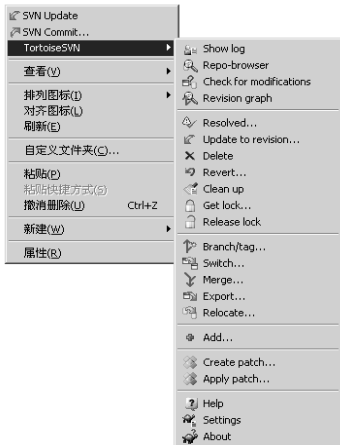 SVN Update
SVN Commit...
TortoiseSVN
查看(V)
排列图标(I)
对齐图标(L)
刷新(E)
自定义文件夹(C)...
粘贴(P)
粘贴快捷方式(S)
撤消删除(U) Ctrl+Z
新建(W)
属性(R)
Show log
Repo-browser
Check for modifications
Revision graph
Resolved...
Update to revision...
Delete
Revert...
Clean up
Get lock...
Release lock
Branch/tag...
Switch...
Merge...
Export...
Relocate...
Add...
Create patch...
Apply patch...
Help
Settings
About